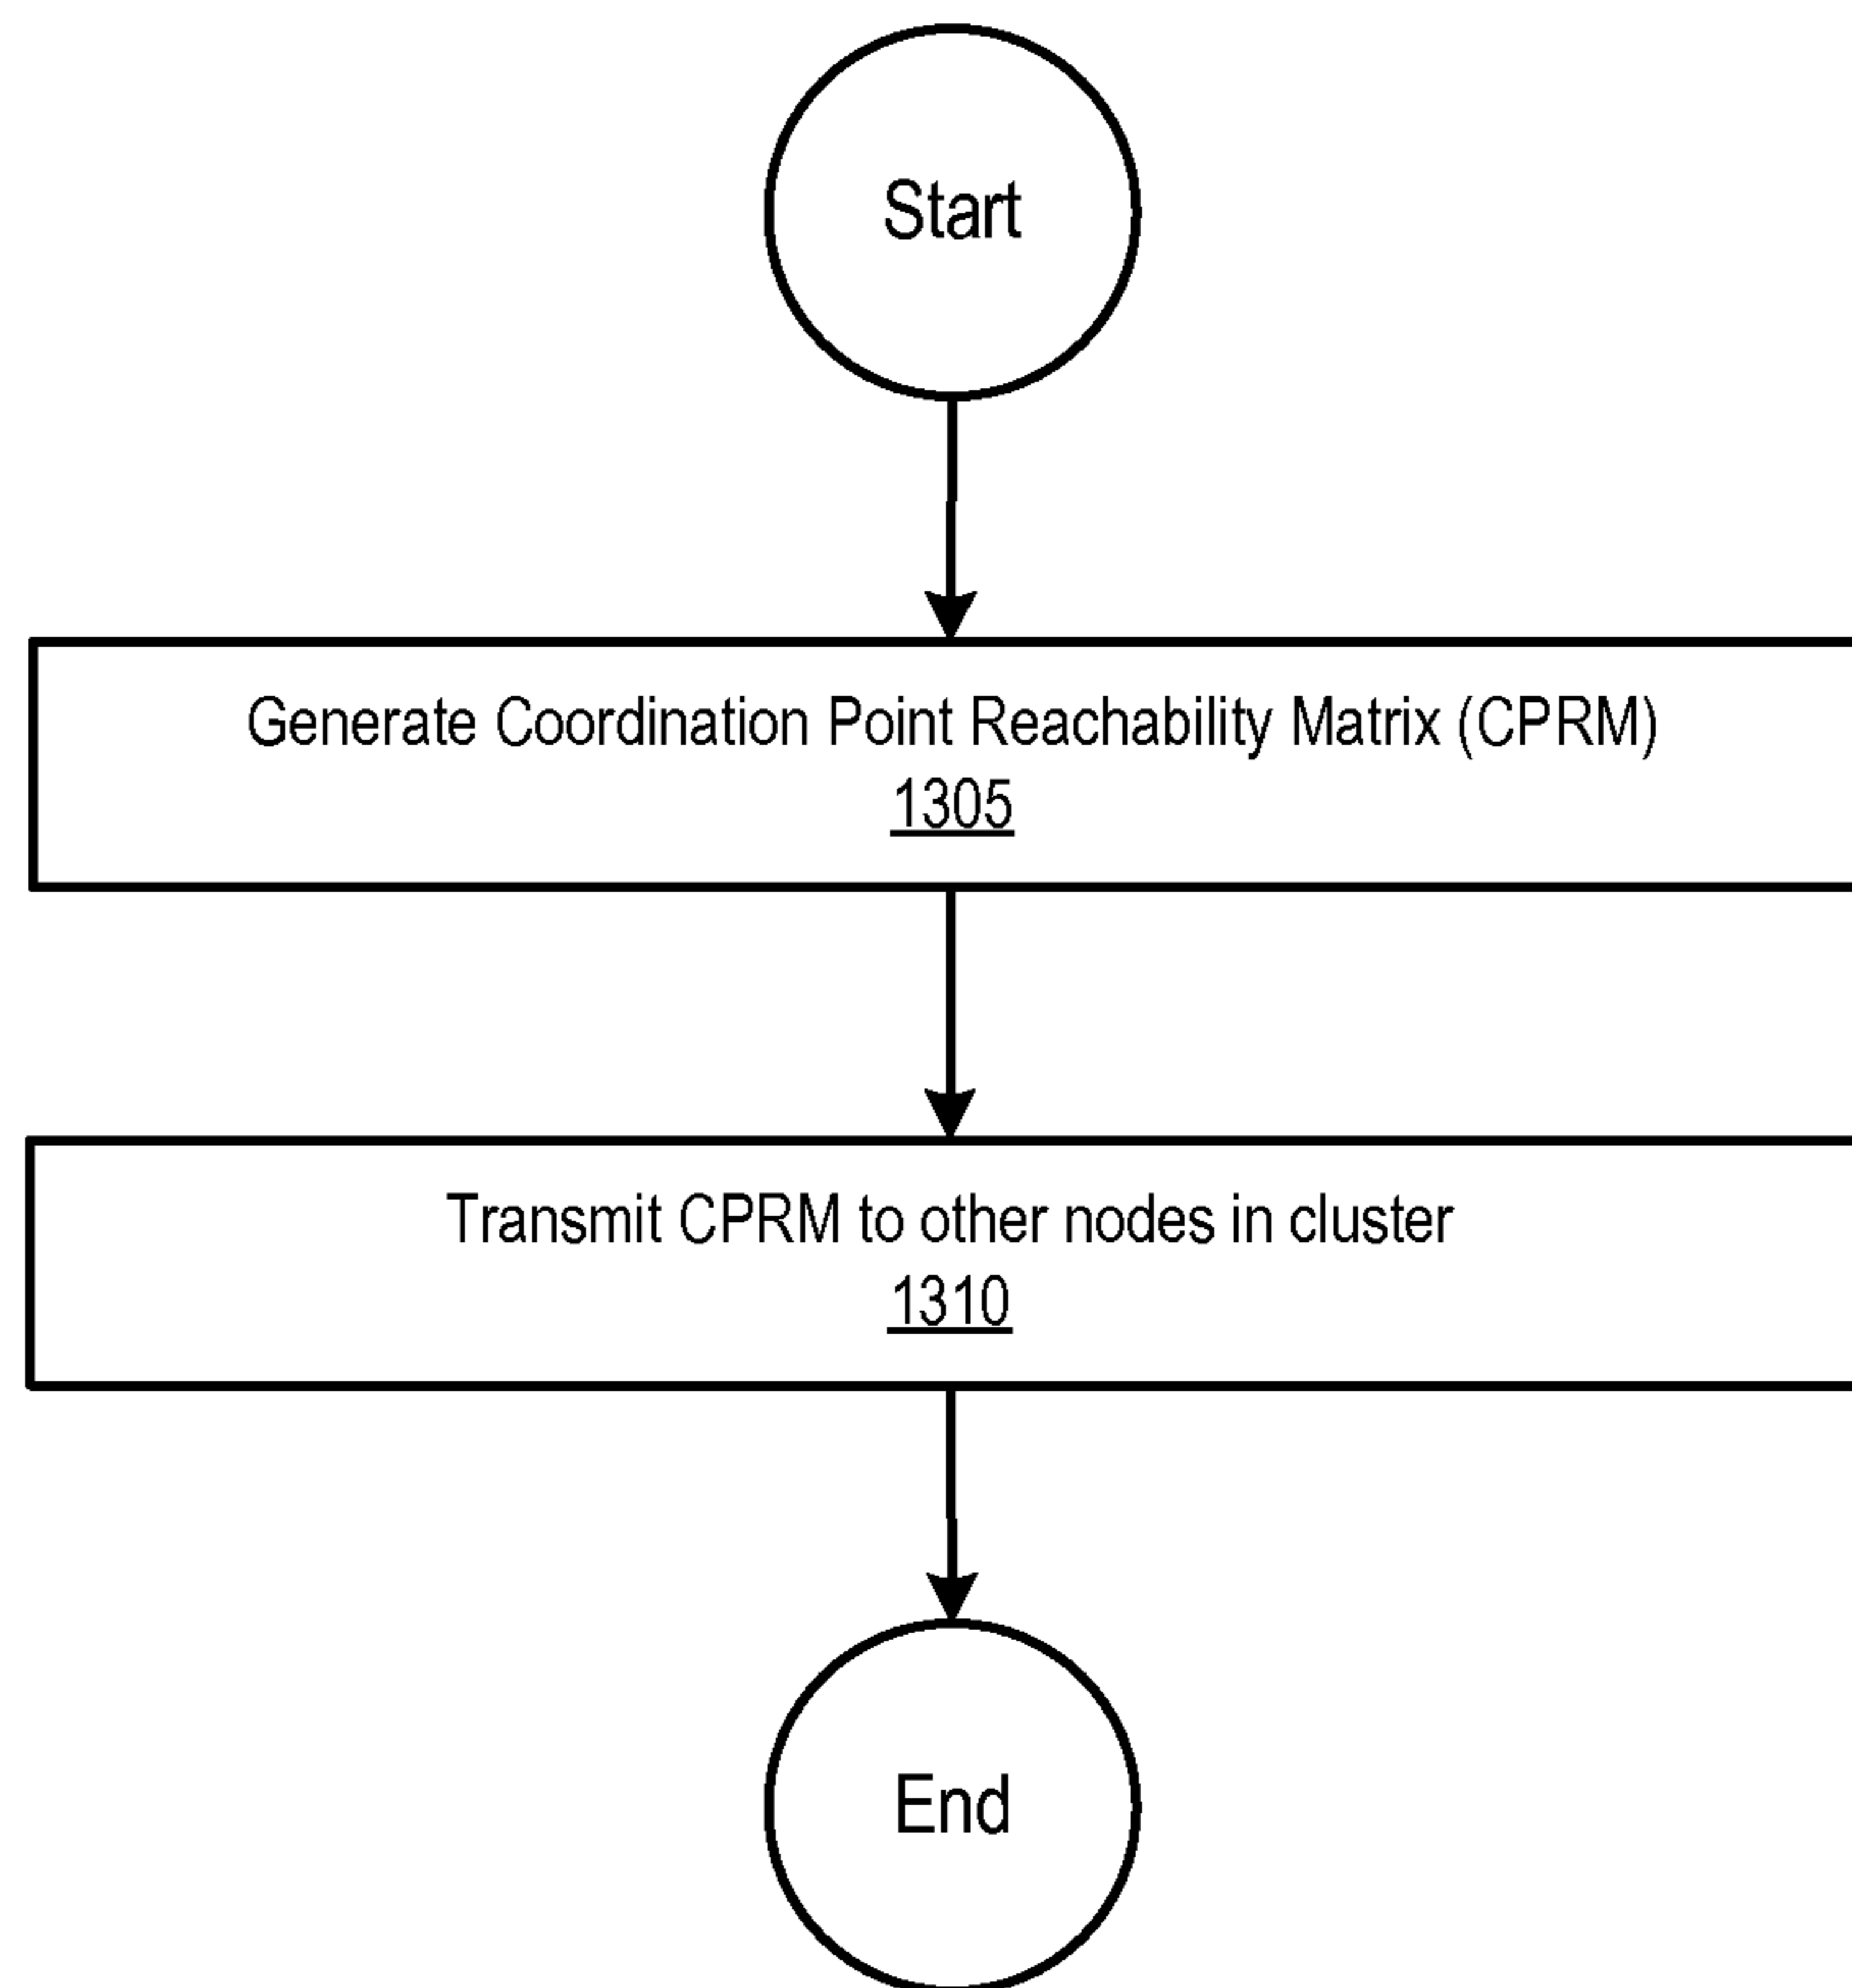 Start
Generate Coordination Point Reachability Matrix (CPRM)
1305
Transmit CPRM to other nodes in cluster
1310
End